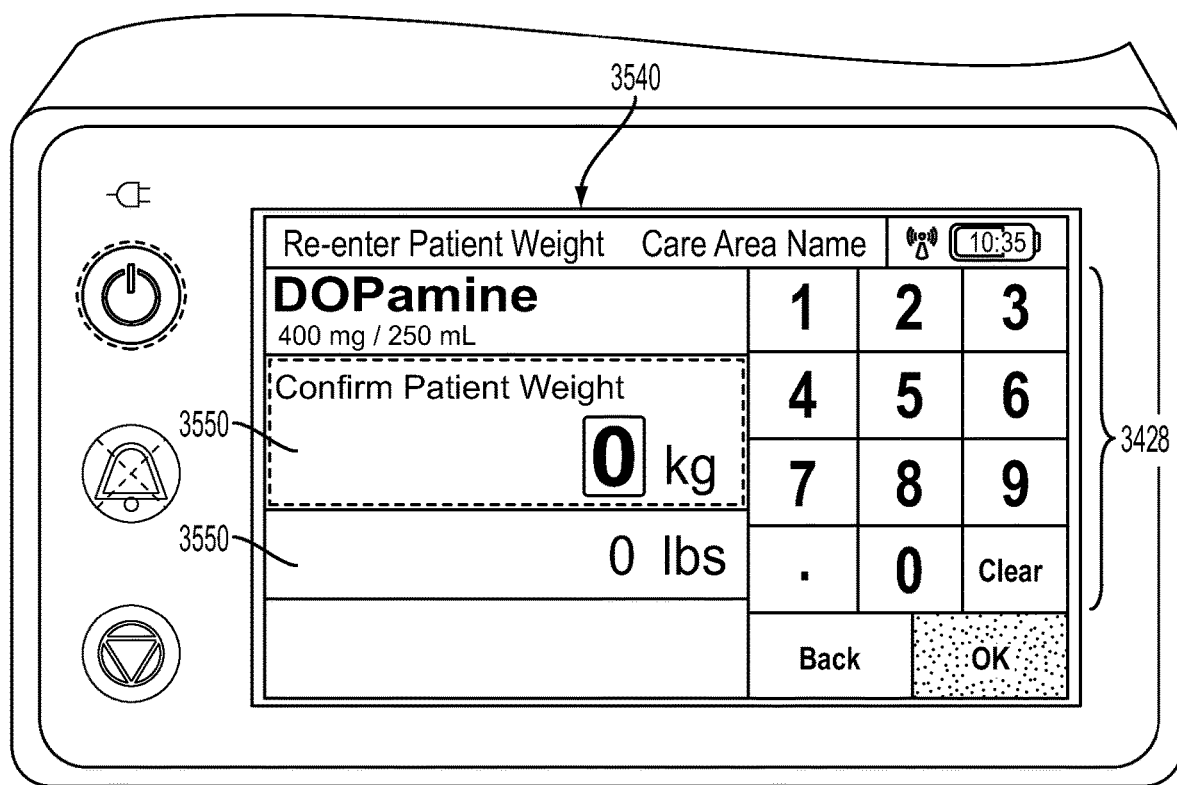 3540
Re-enter Patient Weight Care Area Name 10:35
DOPamine
400 mg / 250 mL
1 2 3
Confirm Patient Weight
4 5 6
3550
0 kg
3428
7 8 9
3550
0 lbs
. 0 Clear
Back OK